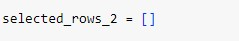 selected_rows_2 = []